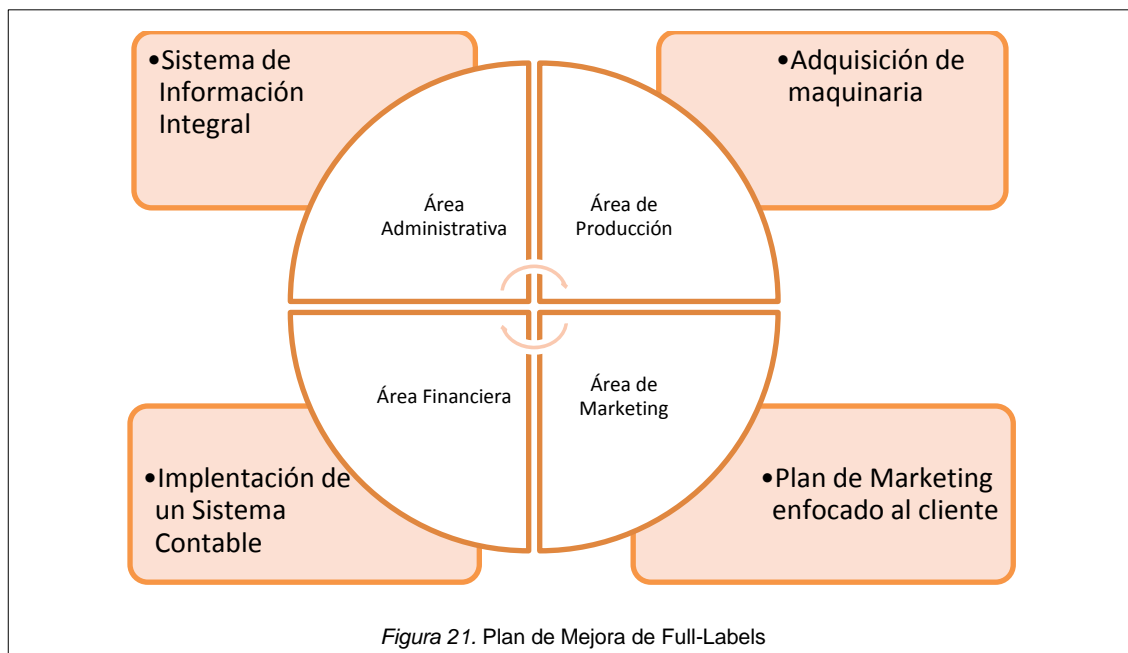 •Sistema de
Información
Integral
•Adquisición de
maquinaria
Área
Administrativa
Área de
Producción
Área Financiera
Área de
Marketing
•Implentación de
un Sistema
Contable
•Plan de Marketing
enfocado al cliente
Figura 21. Plan de Mejora de Full-Labels